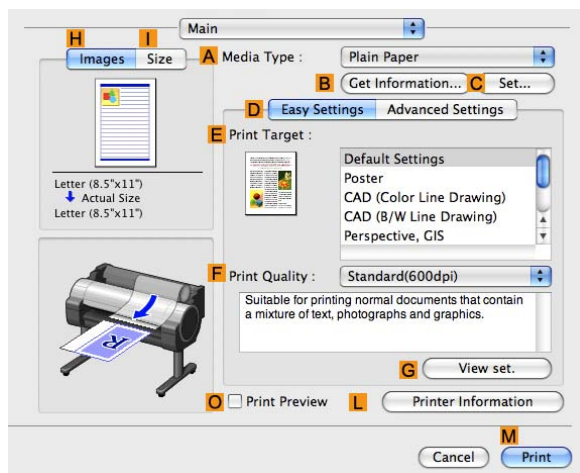 Main
H
I
Images Size
A Media Type : Plain Paper
B Get Information... C Set...
D Easy Settings Advanced Settings
E Print Target :
Default Settings
Poster
CAD (Color Line Drawing)
CAD (B/W Line Drawing)
Perspective, GIS
Letter (8.5"x11")
Actual Size
Letter (8.5"x11")
F Print Quality : Standard(600dpi)
Suitable for printing normal documents that contain
a mixture of text, photographs and graphics.
R
G View set.
O Print Preview L Printer Information
M
Cancel Print